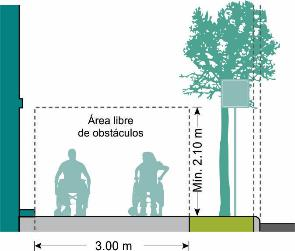 Área libre
de obstáculos
Mín. 2.10 m
3.00 m